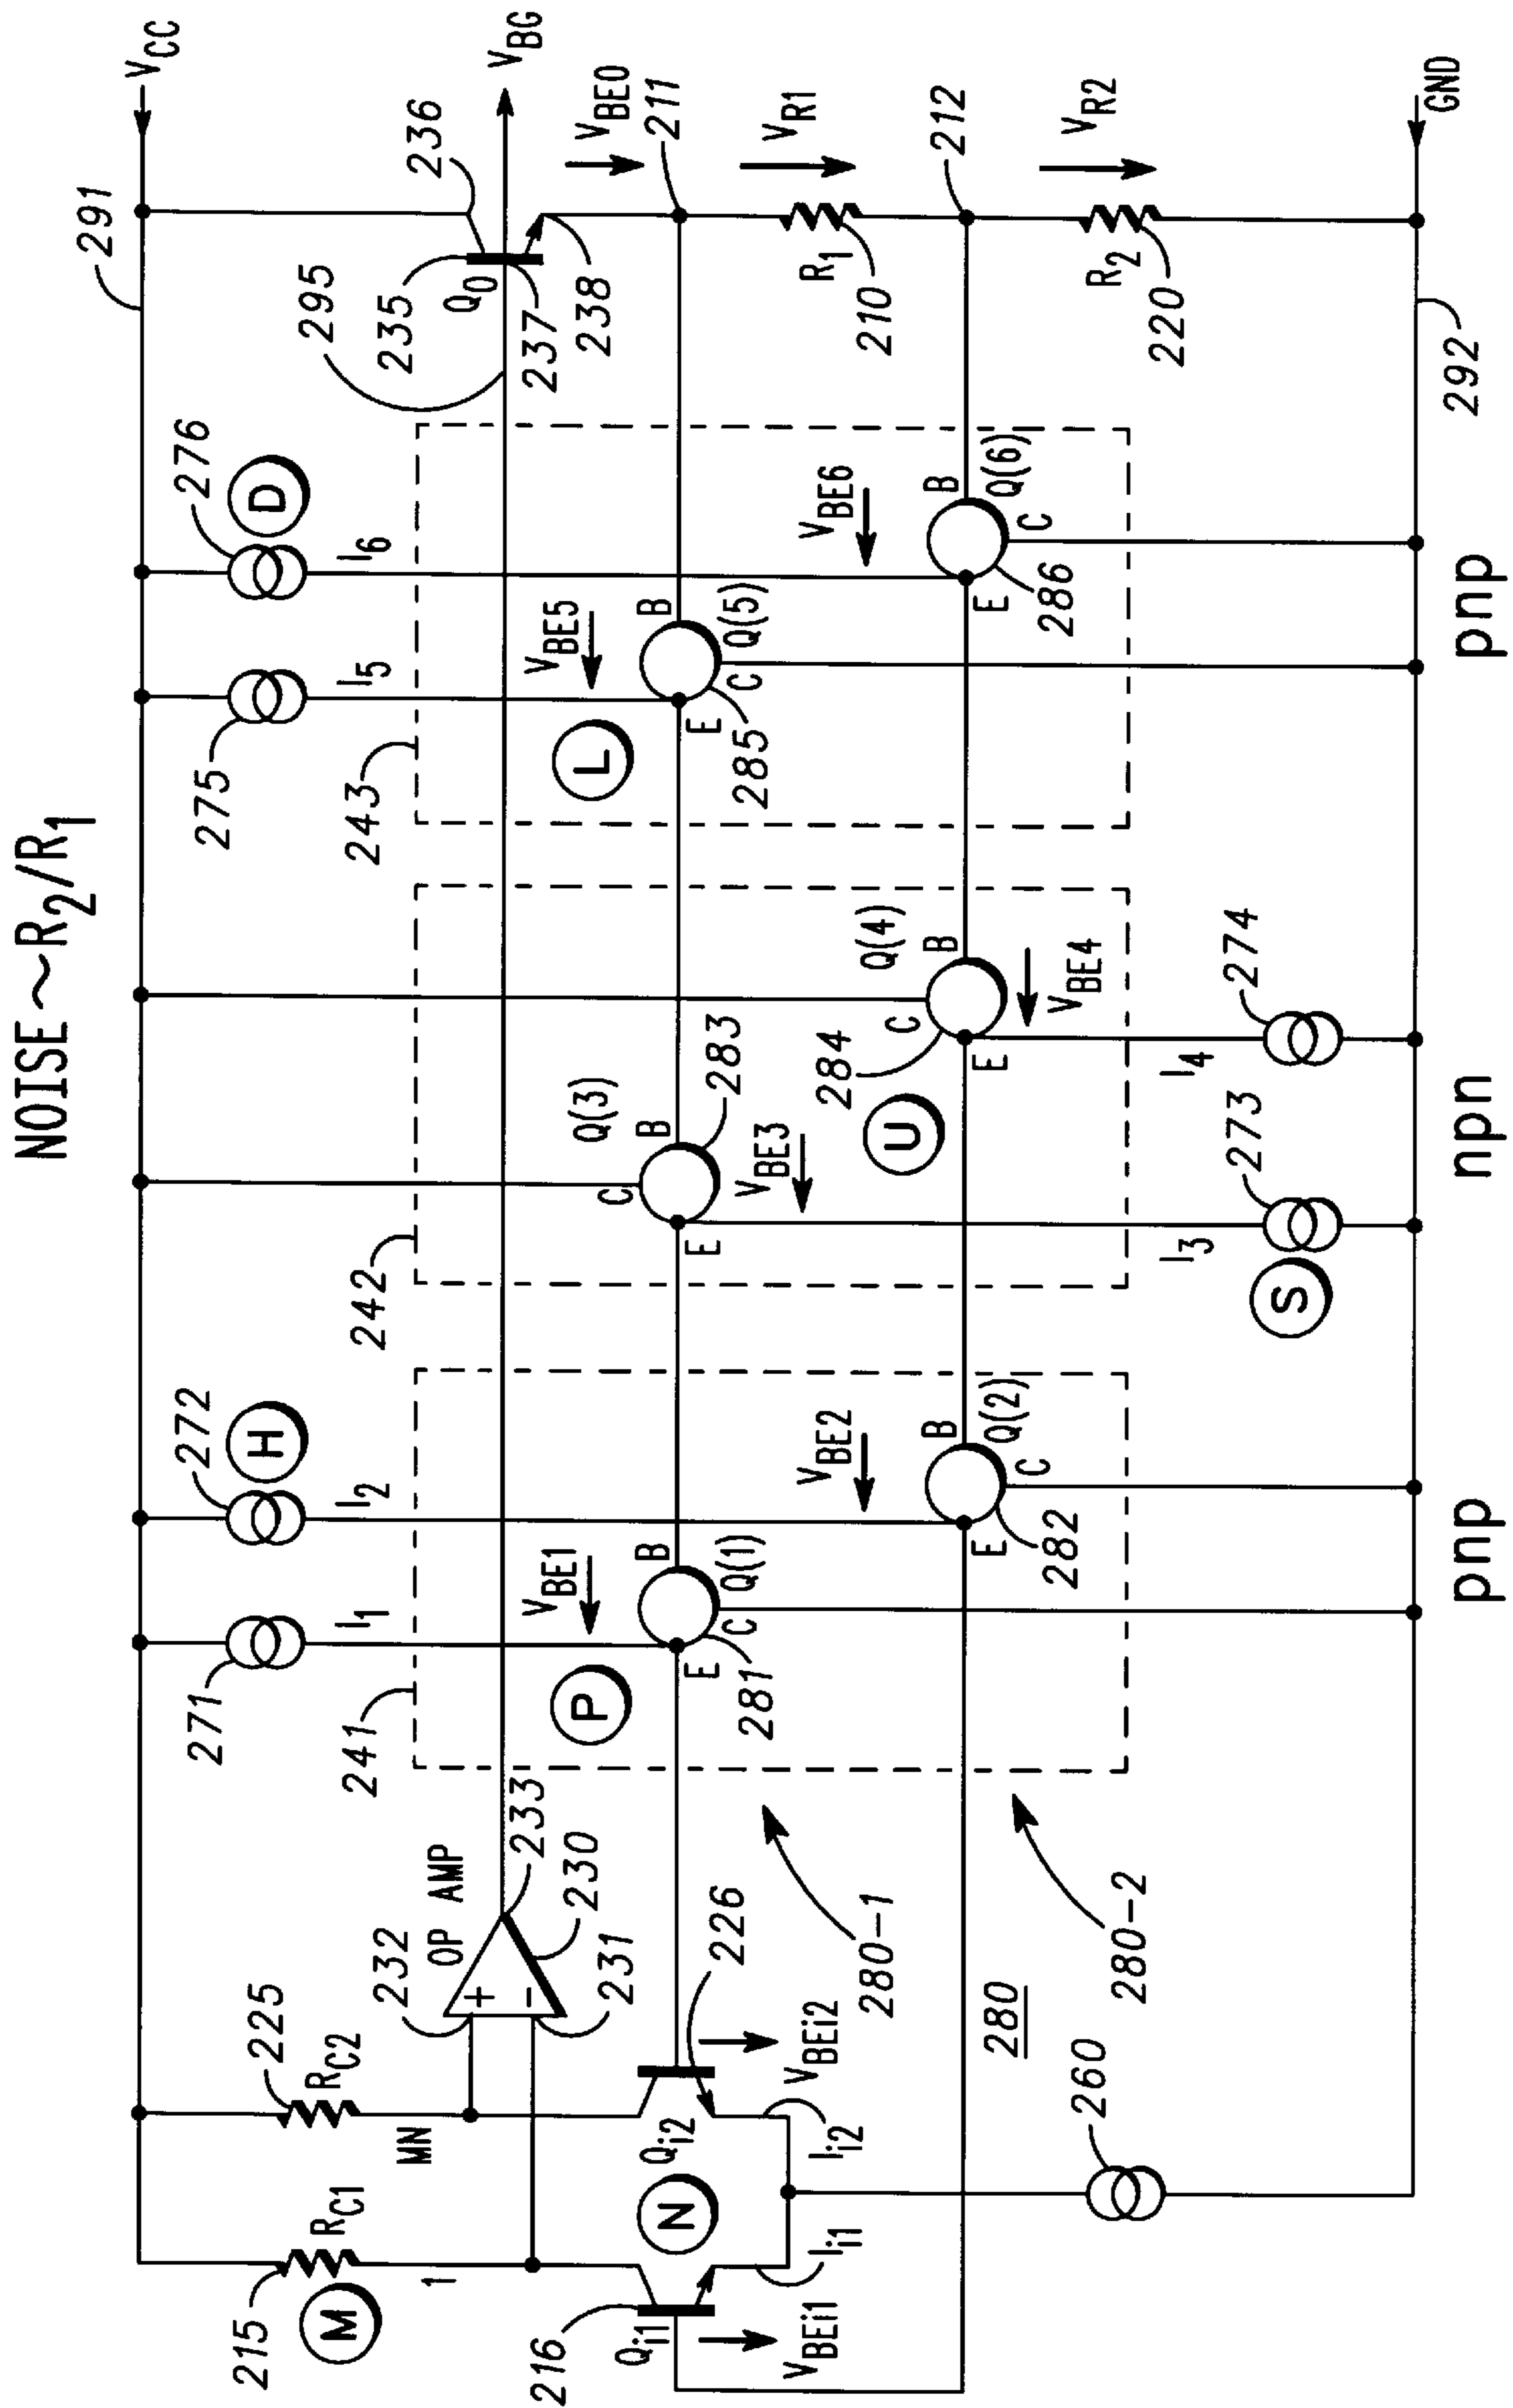 NOISE ~ R2/R1
291
VCC
276
D
236
235
Q0
VBG
272
H
275
295
237
238
VBE0
211
225
RC2
271
I1
I2
I5
I6
215
RC1
M
1
MN
232
OP AMP
233
230
231
+
-
241
242
243
VBE1
P
E
B
C
Q(1)
281
VBE2
E
B
C
Q(2)
282
Q(3)
C
B
E
283
VBE3
Q(4)
C
B
E
284
U
VBE4
VBE5
L
E
B
C
Q(5)
285
VBE6
E
B
C
Q(6)
286
VR1
R1
210
212
VR2
R2
220
216
Qi1
VBEi1
N
Qi2
226
VBEi2
Ii1
Ii2
280-1
280
280-2
260
I3
273
S
I4
274
292
GND
pnp
npn
pnp